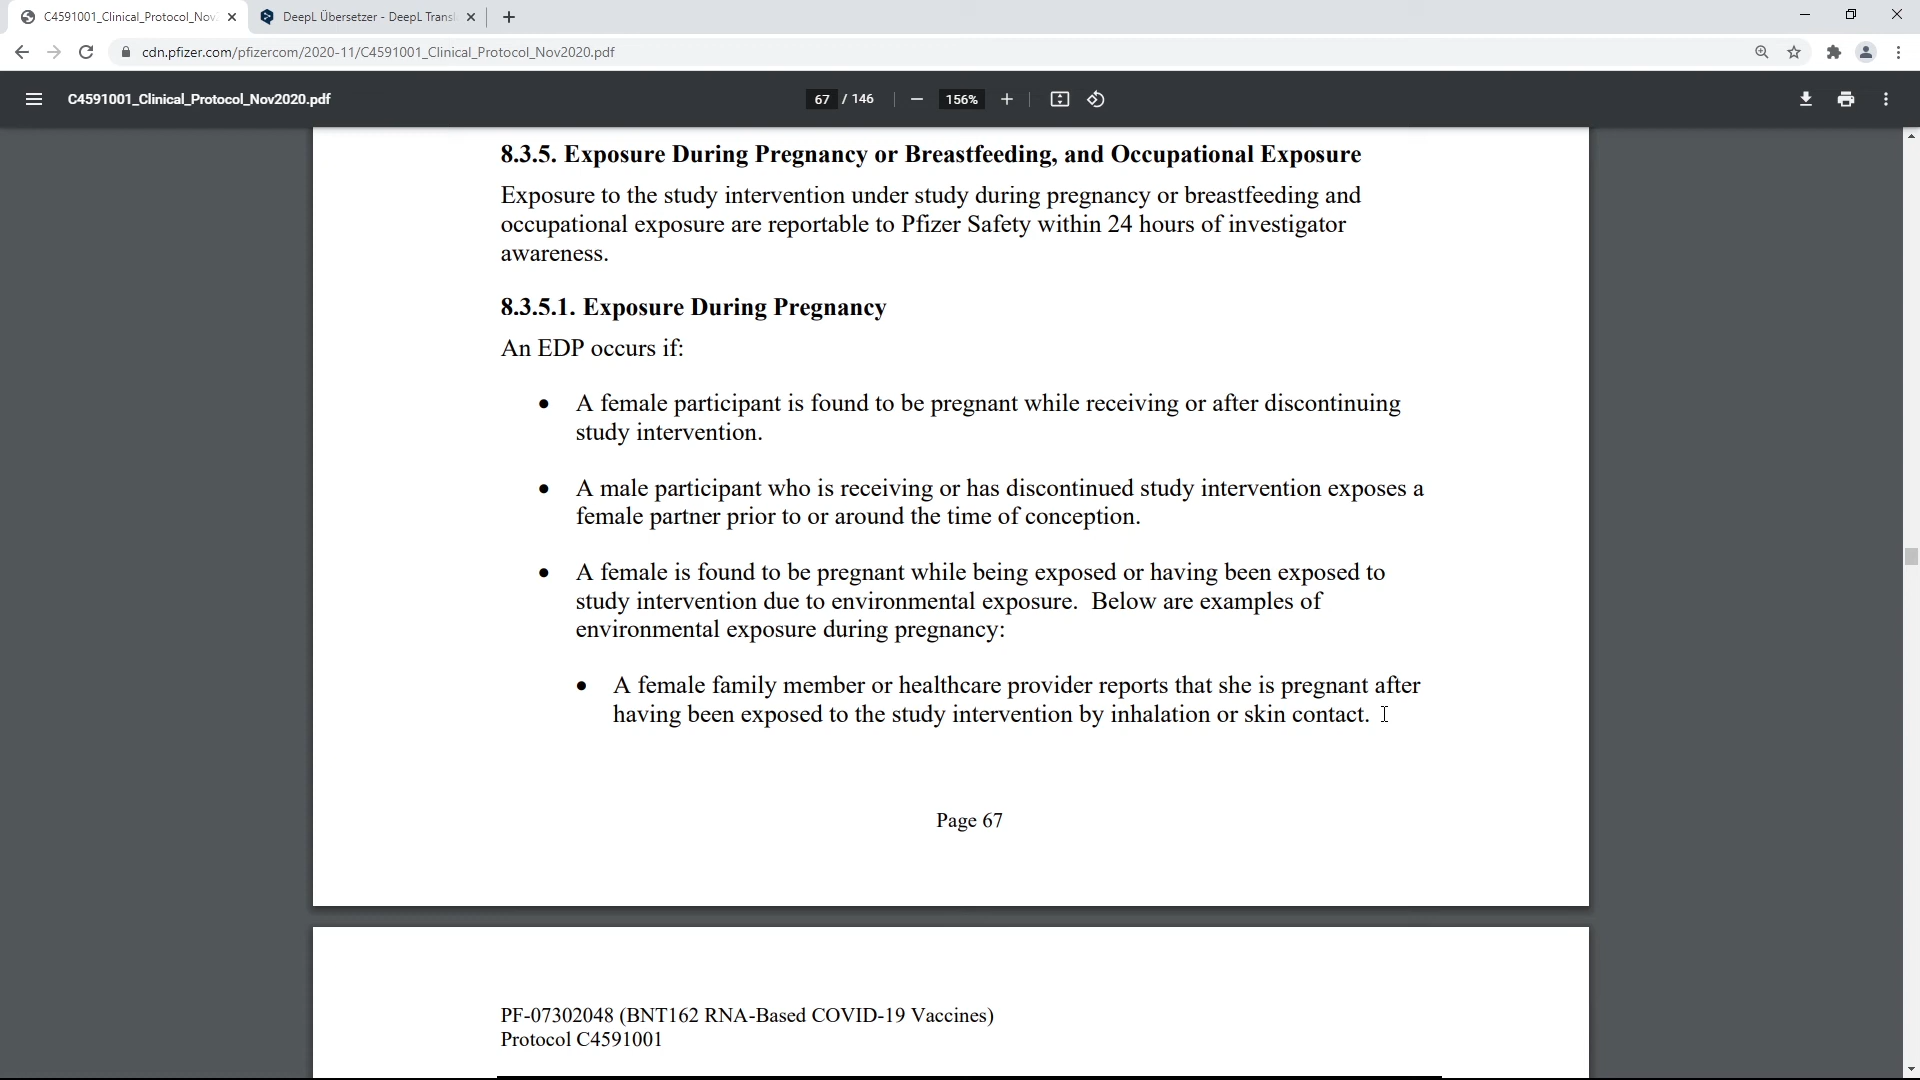 C4591001_Clinical_Protocol_Nov
DeepL Übersetzer - DeepL Transl
cdn.pfizer.com/pfizercom/2020-11/C4591001_Clinical_Protocol_Nov2020.pdf
C4591001_Clinical_Protocol_Nov2020.pdf
67 / 146
156%
8.3.5. Exposure During Pregnancy or Breastfeeding, and Occupational Exposure
Exposure to the study intervention under study during pregnancy or breastfeeding and
occupational exposure are reportable to Pfizer Safety within 24 hours of investigator
awareness.
8.3.5.1. Exposure During Pregnancy
An EDP occurs if:
• A female participant is found to be pregnant while receiving or after discontinuing
study intervention.
• A male participant who is receiving or has discontinued study intervention exposes a
female partner prior to or around the time of conception.
• A female is found to be pregnant while being exposed or having been exposed to
study intervention due to environmental exposure. Below are examples of
environmental exposure during pregnancy:
• A female family member or healthcare provider reports that she is pregnant after
having been exposed to the study intervention by inhalation or skin contact.
Page 67
PF-07302048 (BNT162 RNA-Based COVID-19 Vaccines)
Protocol C4591001